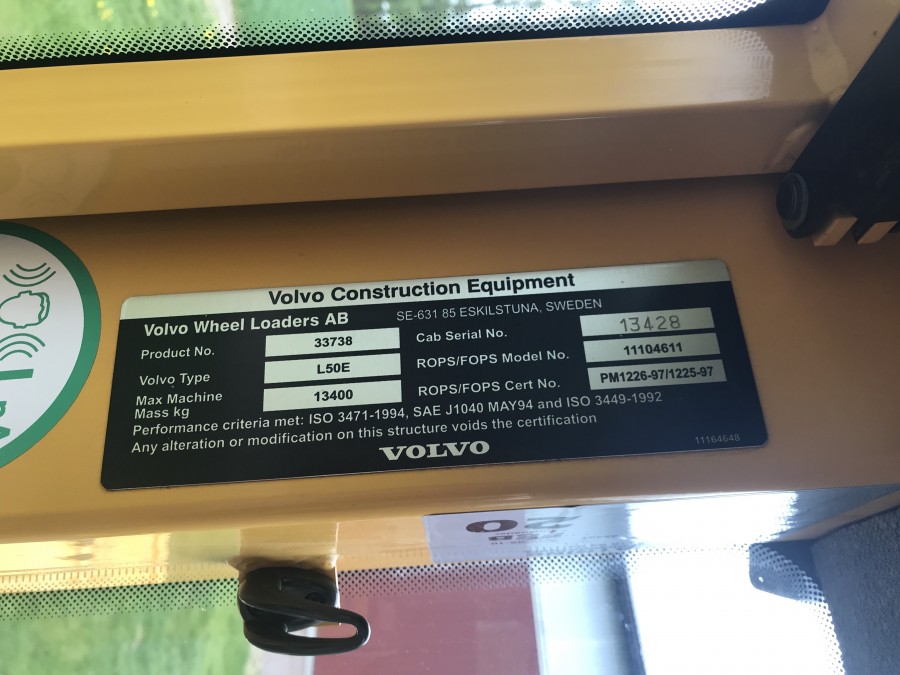 Volvo Construction Equipment
Volvo Wheel Loaders AB SE-631 85 ESKILSTUNA, SWEDEN
Product No. 33738 Cab Serial No. 13428
Volvo Type L50E ROPS/FOPS Model No. 11104611
Max Machine Mass kg 13400 ROPS/FOPS Cert No. PM1226-97/1225-97
Performance criteria met: ISO 3471-1994, SAE J1040 MAY94 and ISO 3449-1992
Any alteration or modification on this structure voids the certification
VOLVO 11164648